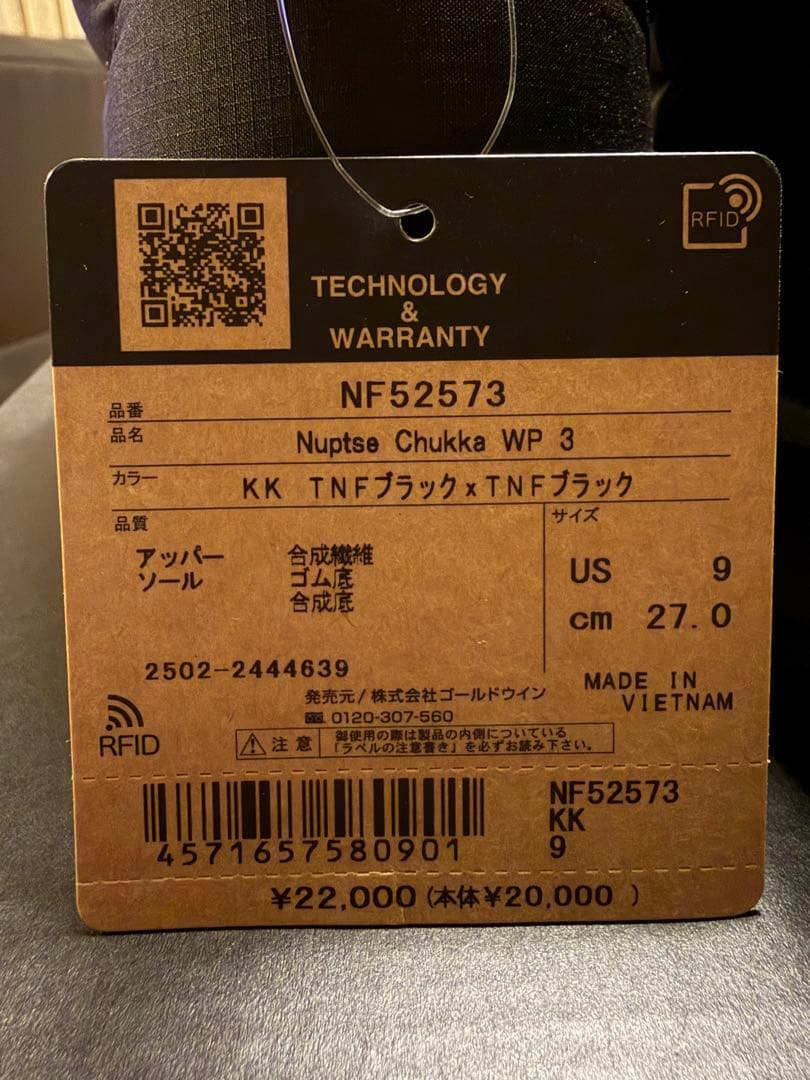 RFID
TECHNOLOGY
&
WARRANTY
品番 NF52573
品名 Nuptse Chukka WP 3
カラー KK TNFブラックxTNFブラック
品質
アッパー 合成繊維
ソール ゴム底
合成底
サイズ
US 9
cm 27.0
2502-2444639
MADE IN
VIETNAM
発売元/株式会社ゴールドウイン
0120-307-560
RFID
注意 御使用の際は製品の内側についている
「ラベルの注意書き」を必ずお読み下さい。
4571657580901
NF52573
KK
9
¥22,000(本体¥20,000 )